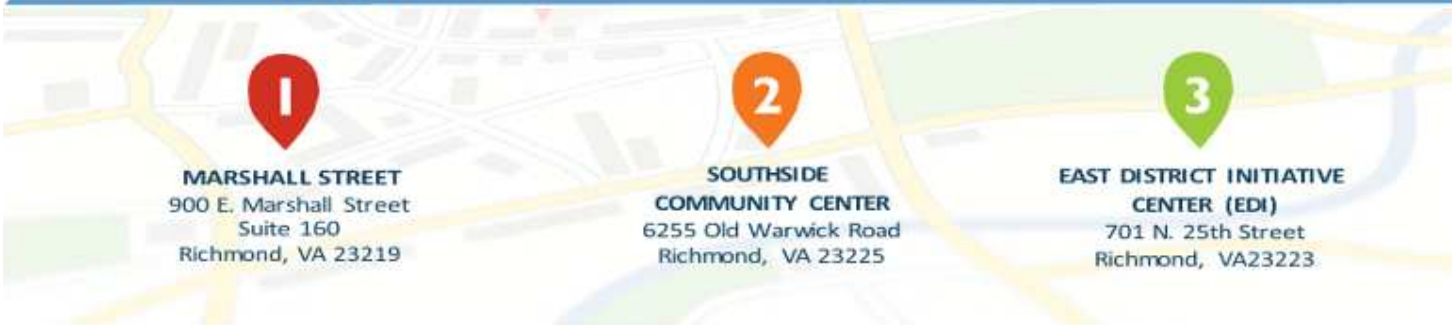 1
MARSHALL STREET
900 E. Marshall Street
Suite 160
Richmond, VA 23219
2
SOUTHSIDE
COMMUNITY CENTER
6255 Old Warwick Road
Richmond, VA 23225
3
EAST DISTRICT INITIATIVE
CENTER (EDI)
701 N. 25th Street
Richmond, VA23223